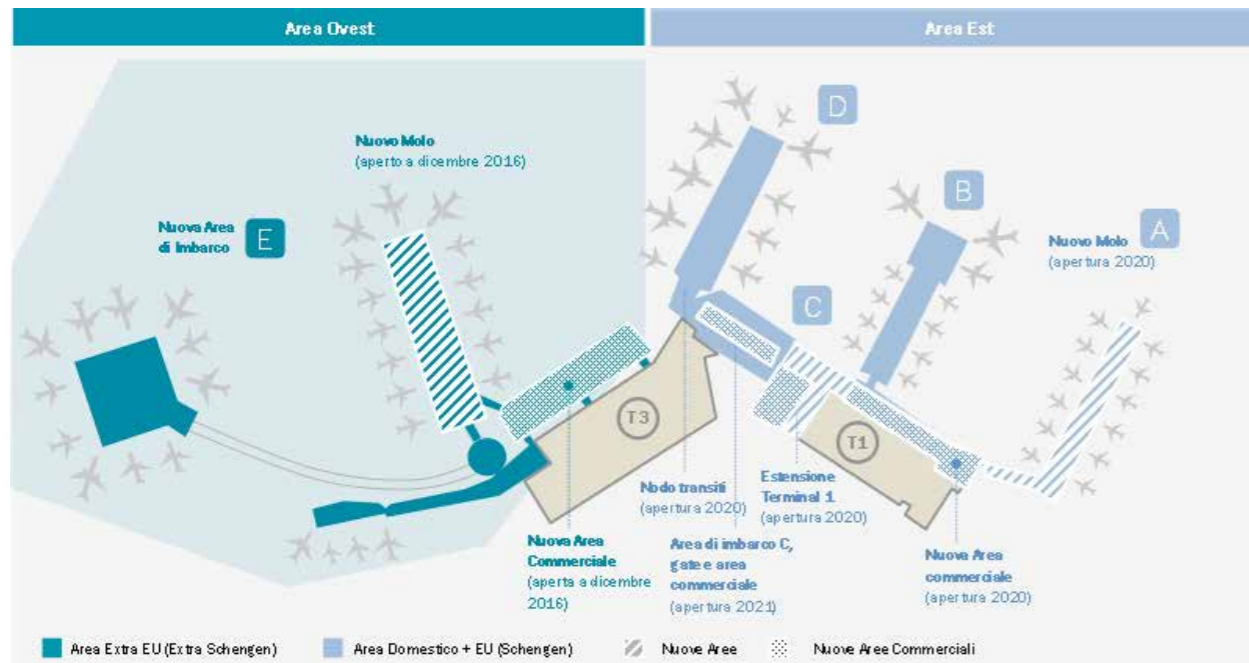 Area Ovest
Area Est
Nuovo Molo
(aperto a dicembre 2016)
Nuova Area
di Imbarco
E
D
B
A
Nuovo Molo
(apertura 2020)
C
T3
T1
Nodo transiti
(apertura 2020)
Estensione
Terminal 1
(apertura 2020)
Nuova Area
Commerciale
(aperta a dicembre
2016)
Area di imbarco C,
gate e area
commerciale
(apertura 2021)
Nuova Area
commerciale
(apertura 2020)
Area Extra EU (Extra Schengen)
Area Domestico + EU (Schengen)
Nuove Aree
Nuove Aree Commerciali